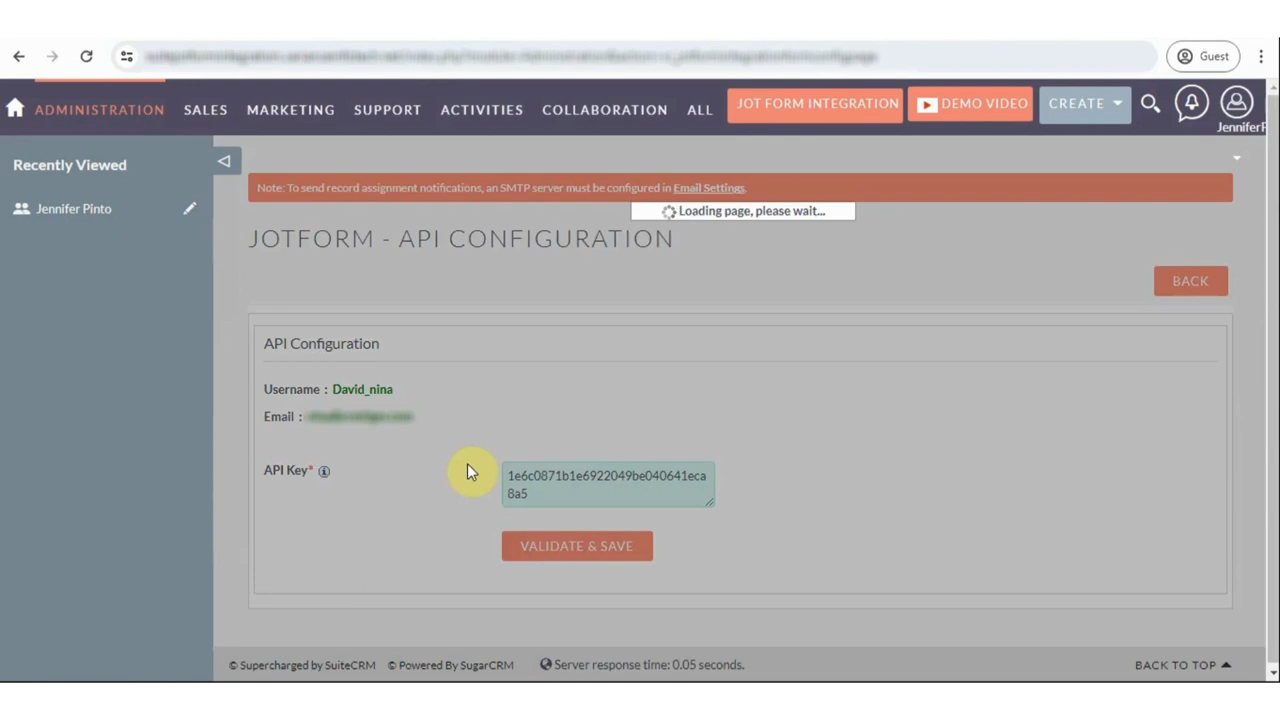 Guest
ADMINISTRATION SALES MARKETING SUPPORT ACTIVITIES COLLABORATION ALL JOT FORM INTEGRATION DEMO VIDEO CREATE
JenniferP
Recently Viewed
Jennifer Pinto
Note: To send record assignment notifications, an SMTP server must be configured in Email Settings.
Loading page, please wait...
JOTFORM - API CONFIGURATION
BACK
API Configuration
Username : David_nina
Email :
API Key*
1e6c0871b1e6922049be040641eca
8a5
VALIDATE & SAVE
© Supercharged by SuiteCRM © Powered By SugarCRM Server response time: 0.05 seconds. BACK TO TOP